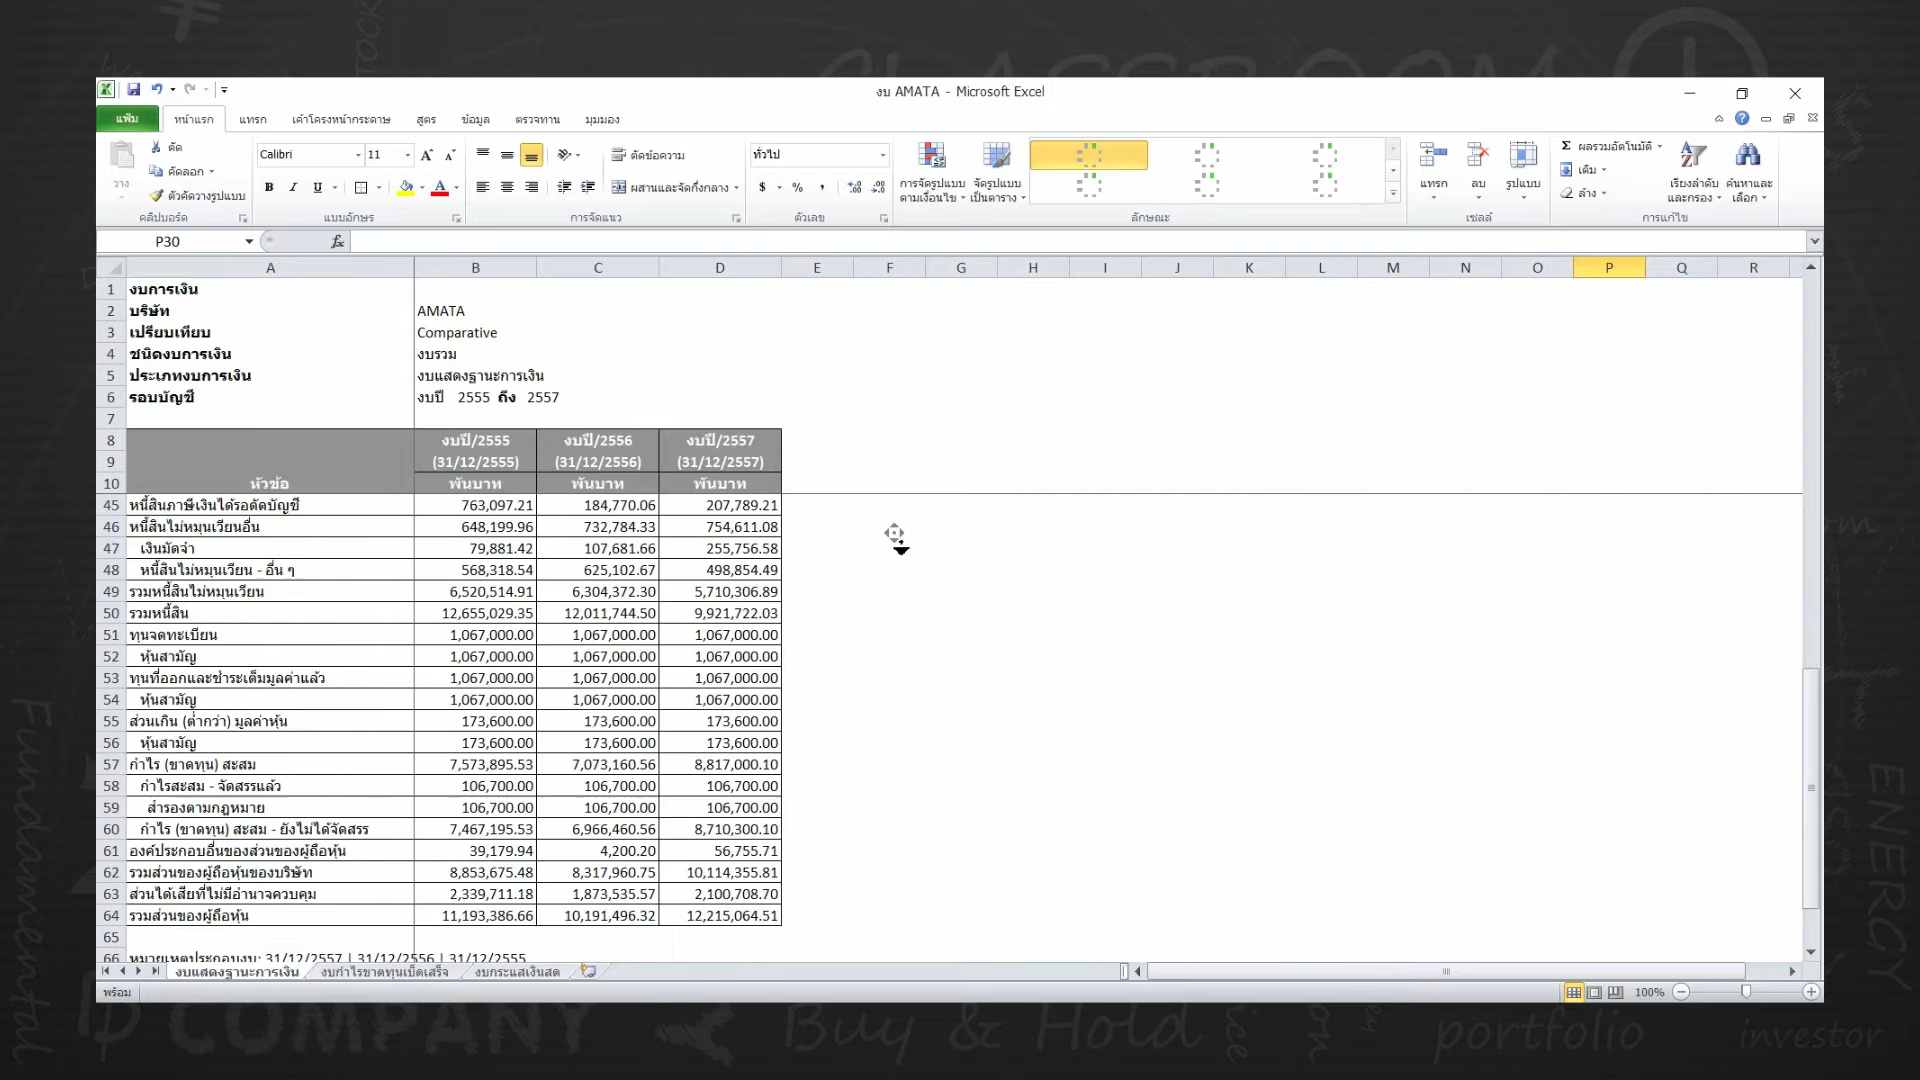 งบ AMATA - Microsoft Excel
แฟ้ม หน้าแรก แทรก เค้าโครงหน้ากระดาษ สูตร ข้อมูล ตรวจทาน มุมมอง
วาง ตัด คัดลอก ตัวคัดวางรูปแบบ คลิปบอร์ด
Calibri 11 B I U A แบบอักษร
ตัดข้อความ ผสานและจัดกึ่งกลาง การจัดแนว
ทั่วไป $ % , ตัวเลข
การจัดรูปแบบตามเงื่อนไข จัดรูปแบบเป็นตาราง ลักษณะ
แทรก ลบ รูปแบบ เซลล์
Σ ผลรวมอัตโนมัติ เติม ล้าง เรียงลำดับและกรอง ค้นหาและเลือก การแก้ไข
P30 fx
A B C D E F G H I J K L M N O P Q R
1 งบการเงิน
2 บริษัท AMATA
3 เปรียบเทียบ Comparative
4 ชนิดงบการเงิน งบรวม
5 ประเภทงบการเงิน งบแสดงฐานะการเงิน
6 รอบบัญชี งบปี 2555 ถึง 2557
7
8 งบปี/2555 งบปี/2556 งบปี/2557
9 (31/12/2555) (31/12/2556) (31/12/2557)
10 หัวข้อ พันบาท พันบาท พันบาท
45 หนี้สินภาษีเงินได้รอตัดบัญชี 763,097.21 184,770.06 207,789.21
46 หนี้สินไม่หมุนเวียนอื่น 648,199.96 732,784.33 754,611.08
47 เงินมัดจำ 79,881.42 107,681.66 255,756.58
48 หนี้สินไม่หมุนเวียน - อื่น ๆ 568,318.54 625,102.67 498,854.49
49 รวมหนี้สินไม่หมุนเวียน 6,520,514.91 6,304,372.30 5,710,306.89
50 รวมหนี้สิน 12,655,029.35 12,011,744.50 9,921,722.03
51 ทุนจดทะเบียน 1,067,000.00 1,067,000.00 1,067,000.00
52 หุ้นสามัญ 1,067,000.00 1,067,000.00 1,067,000.00
53 ทุนที่ออกและชำระเต็มมูลค่าแล้ว 1,067,000.00 1,067,000.00 1,067,000.00
54 หุ้นสามัญ 1,067,000.00 1,067,000.00 1,067,000.00
55 ส่วนเกิน (ต่ำกว่า) มูลค่าหุ้น 173,600.00 173,600.00 173,600.00
56 หุ้นสามัญ 173,600.00 173,600.00 173,600.00
57 กำไร (ขาดทุน) สะสม 7,573,895.53 7,073,160.56 8,817,000.10
58 กำไรสะสม - จัดสรรแล้ว 106,700.00 106,700.00 106,700.00
59 สำรองตามกฎหมาย 106,700.00 106,700.00 106,700.00
60 กำไร (ขาดทุน) สะสม - ยังไม่ได้จัดสรร 7,467,195.53 6,966,460.56 8,710,300.10
61 องค์ประกอบอื่นของส่วนของผู้ถือหุ้น 39,179.94 4,200.20 56,755.71
62 รวมส่วนของผู้ถือหุ้นของบริษัท 8,853,675.48 8,317,960.75 10,114,355.81
63 ส่วนได้เสียที่ไม่มีอำนาจควบคุม 2,339,711.18 1,873,535.57 2,100,708.70
64 รวมส่วนของผู้ถือหุ้น 11,193,386.66 10,191,496.32 12,215,064.51
65
66 หมายเหตุประกอบงบ: 31/12/2557 | 31/12/2556 | 31/12/2555
งบแสดงฐานะการเงิน งบกำไรขาดทุนเบ็ดเสร็จ งบกระแสเงินสด
พร้อม 100%
Fundamental
ENERGY
COMPANY Buy & Hold portfolio investor